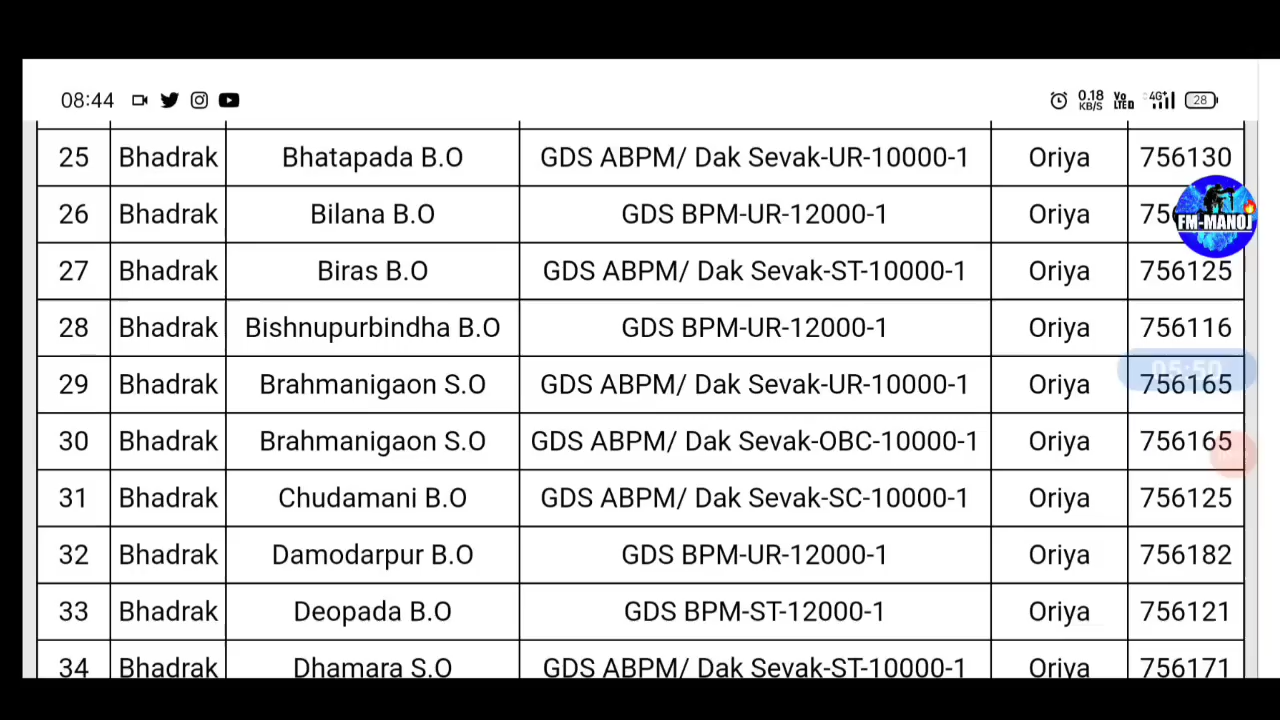 08:44 0.18 KB/S Vo LTE 4G+ 28
25 Bhadrak Bhatapada B.O GDS ABPM/ Dak Sevak-UR-10000-1 Oriya 756130
26 Bhadrak Bilana B.O GDS BPM-UR-12000-1 Oriya
FM-MANOJ
27 Bhadrak Biras B.O GDS ABPM/ Dak Sevak-ST-10000-1 Oriya 756125
28 Bhadrak Bishnupurbindha B.O GDS BPM-UR-12000-1 Oriya 756116
05:50
29 Bhadrak Brahmanigaon S.O GDS ABPM/ Dak Sevak-UR-10000-1 Oriya 756165
30 Bhadrak Brahmanigaon S.O GDS ABPM/ Dak Sevak-OBC-10000-1 Oriya 756165
31 Bhadrak Chudamani B.O GDS ABPM/ Dak Sevak-SC-10000-1 Oriya 756125
32 Bhadrak Damodarpur B.O GDS BPM-UR-12000-1 Oriya 756182
33 Bhadrak Deopada B.O GDS BPM-ST-12000-1 Oriya 756121
34 Bhadrak Dhamara S.O GDS ABPM/ Dak Sevak-ST-10000-1 Oriya 756171